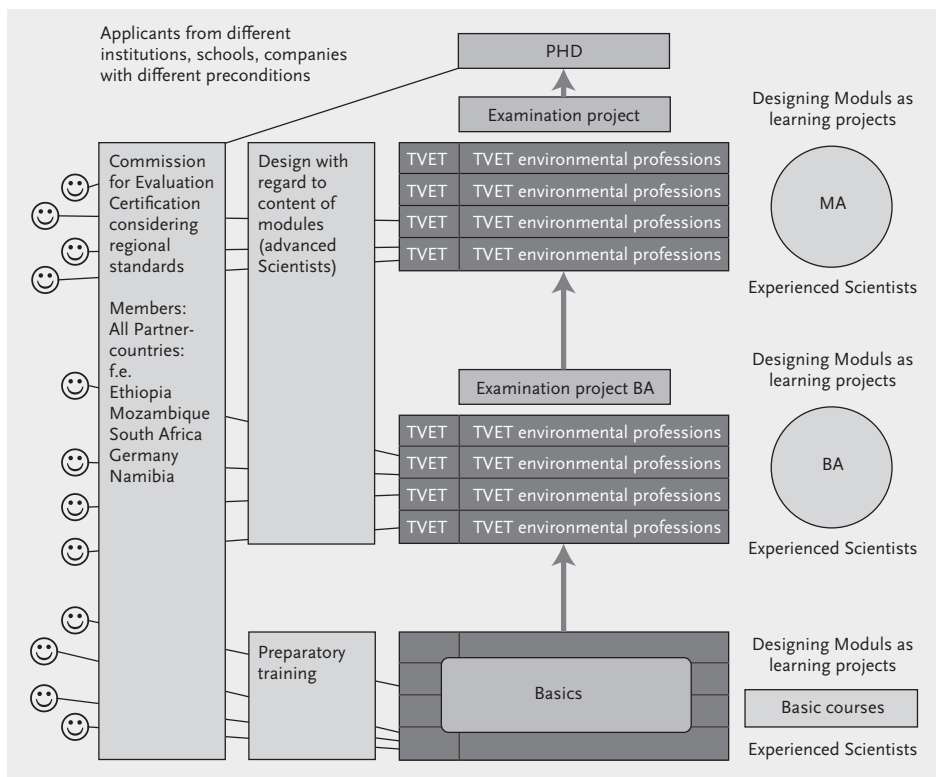 Applicants from different
institutions, schools, companies
with different preconditions
PHD
Examination project
Designing Moduls as
learning projects
MA
Experienced Scientists
Commission
for Evaluation
Certification
considering
regional
standards
Members:
All Partner-
countries:
f.e.
Ethiopia
Mozambique
South Africa
Germany
Namibia
Design with
regard to
content of
modules
(advanced
Scientists)
TVET TVET environmental professions
TVET TVET environmental professions
TVET TVET environmental professions
TVET TVET environmental professions
Examination project BA
Designing Moduls as
learning projects
BA
Experienced Scientists
TVET TVET environmental professions
TVET TVET environmental professions
TVET TVET environmental professions
TVET TVET environmental professions
Preparatory
training
Basics
Designing Moduls as
learning projects
Basic courses
Experienced Scientists